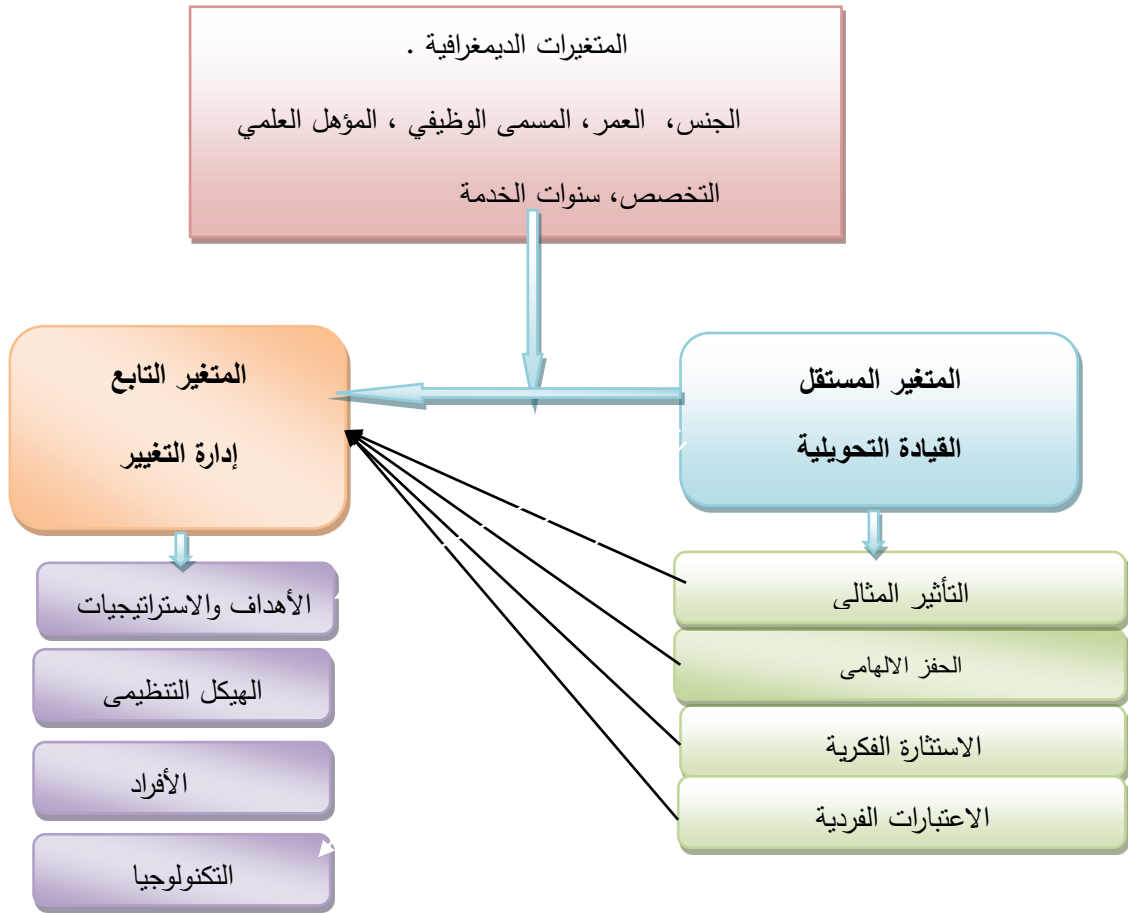 المتغيرات الديمغرافية .
الجنس، العمر، المسمى الوظيفي ، المؤهل العلمي
التخصص، سنوات الخدمة
المتغير المستقل
القيادة التحويلية
المتغير التابع
إدارة التغيير
التأثير المثالى
الحفز الالهامى
الاستثارة الفكرية
الاعتبارات الفردية
الأهداف والاستراتيجيات
الهيكل التنظيمى
الأفراد
التكنولوجيا